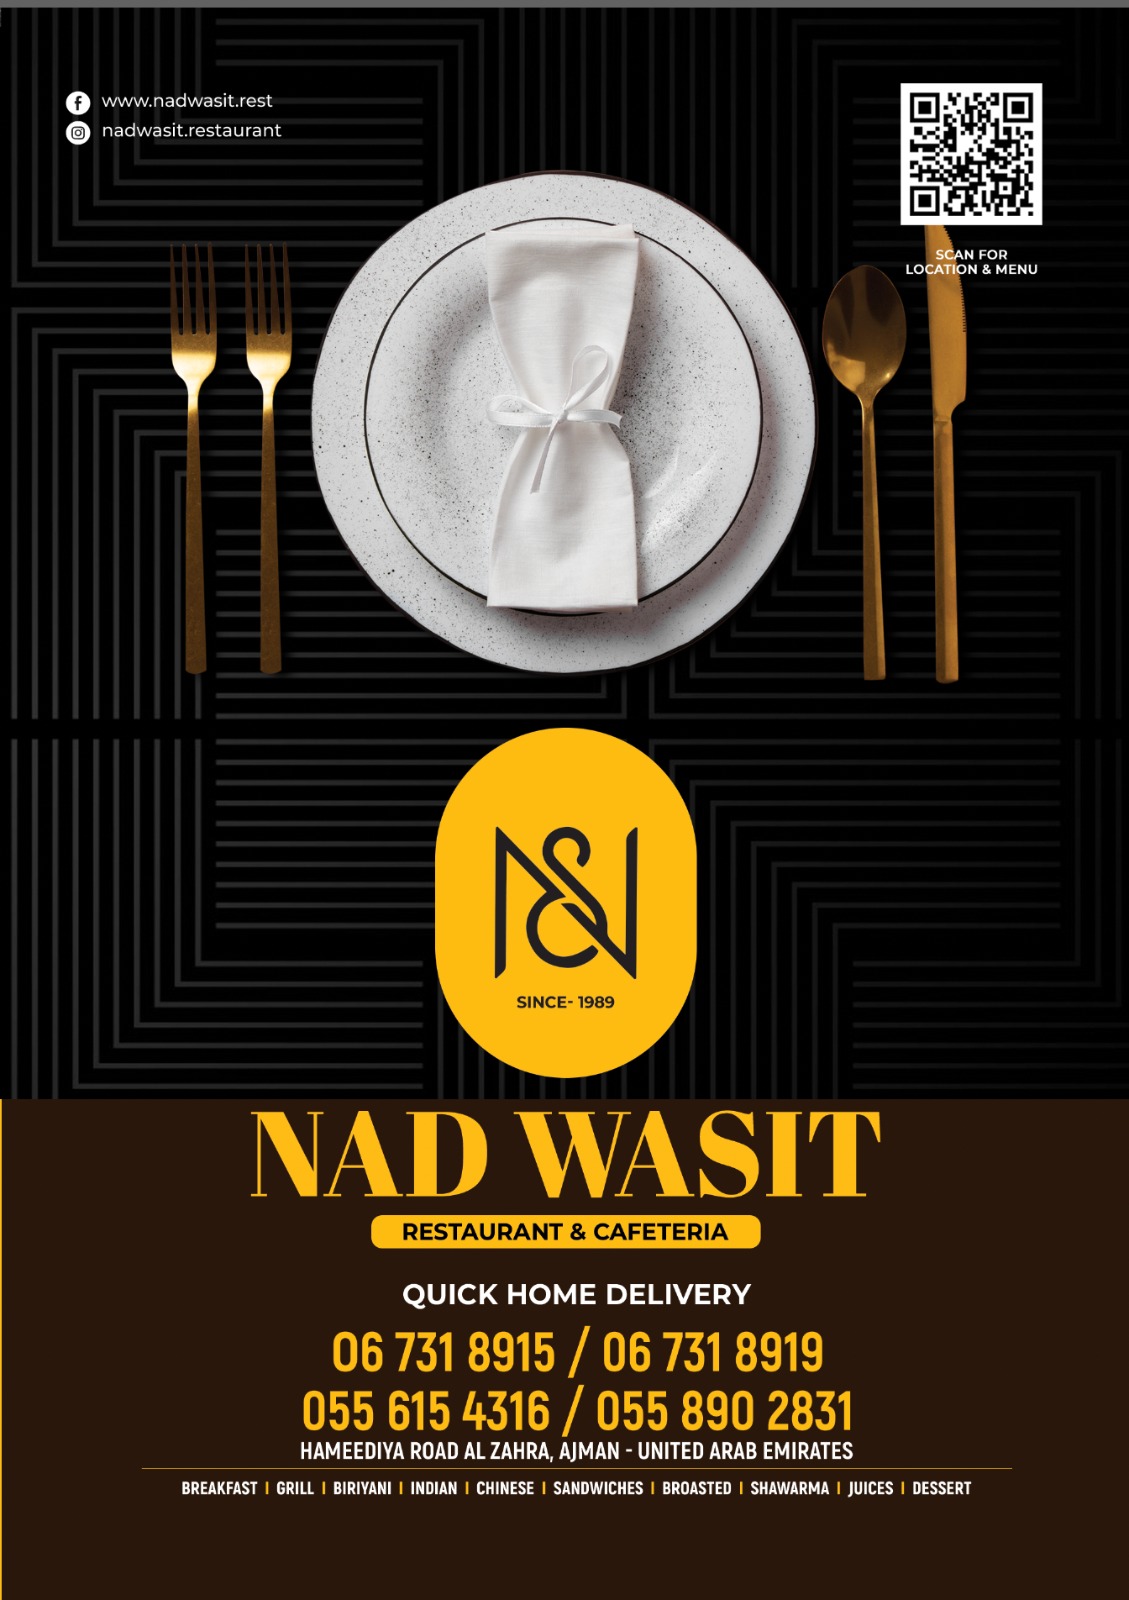 www.nadwasit.rest
nadwasit.restaurant
SCAN FOR
LOCATION & MENU
SINCE- 1989
NAD WASIT
RESTAURANT & CAFETERIA
QUICK HOME DELIVERY
06 731 8915 / 06 731 8919
055 615 4316 / 055 890 2831
HAMEEDIYA ROAD AL ZAHRA, AJMAN - UNITED ARAB EMIRATES
BREAKFAST I GRILL I BIRIYANI I INDIAN I CHINESE I SANDWICHES I BROASTED I SHAWARMA I JUICES I DESSERT